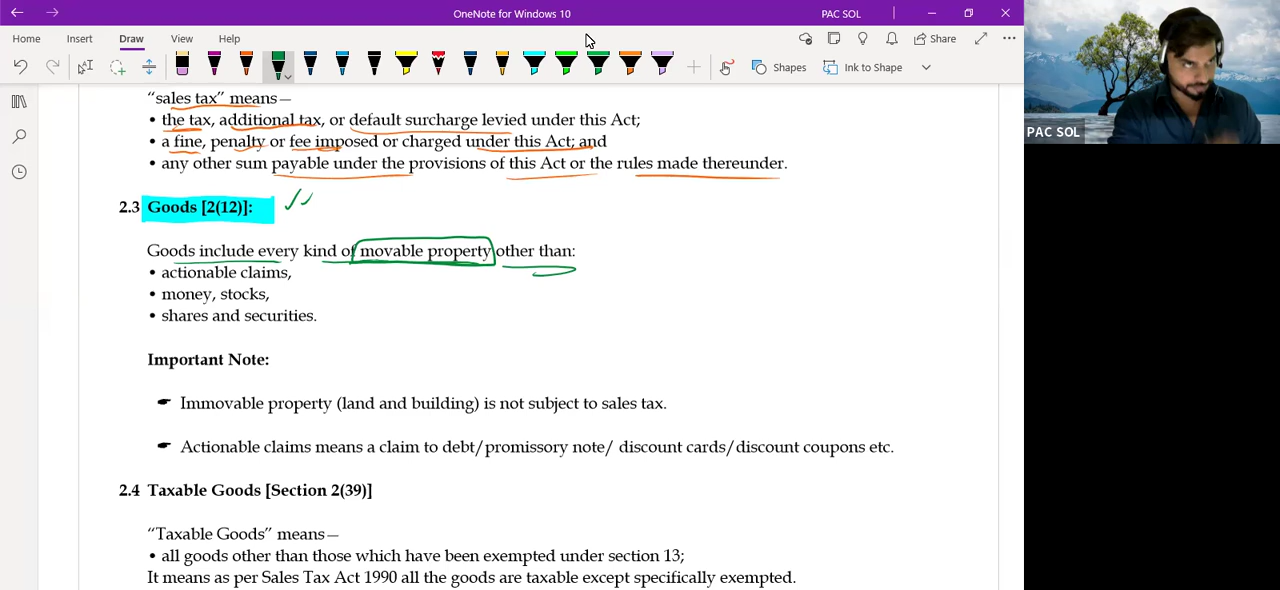 OneNote for Windows 10
PAC SOL
Home Insert Draw View Help
Share
Shapes
Ink to Shape
PAC SOL
“sales tax” means—
• the tax, additional tax, or default surcharge levied under this Act;
• a fine, penalty or fee imposed or charged under this Act; and
• any other sum payable under the provisions of this Act or the rules made thereunder.
2.3 Goods [2(12)]:
Goods include every kind of movable property other than:
• actionable claims,
• money, stocks,
• shares and securities.
Important Note:
Immovable property (land and building) is not subject to sales tax.
Actionable claims means a claim to debt/promissory note/ discount cards/discount coupons etc.
2.4 Taxable Goods [Section 2(39)]
“Taxable Goods” means—
• all goods other than those which have been exempted under section 13;
It means as per Sales Tax Act 1990 all the goods are taxable except specifically exempted.